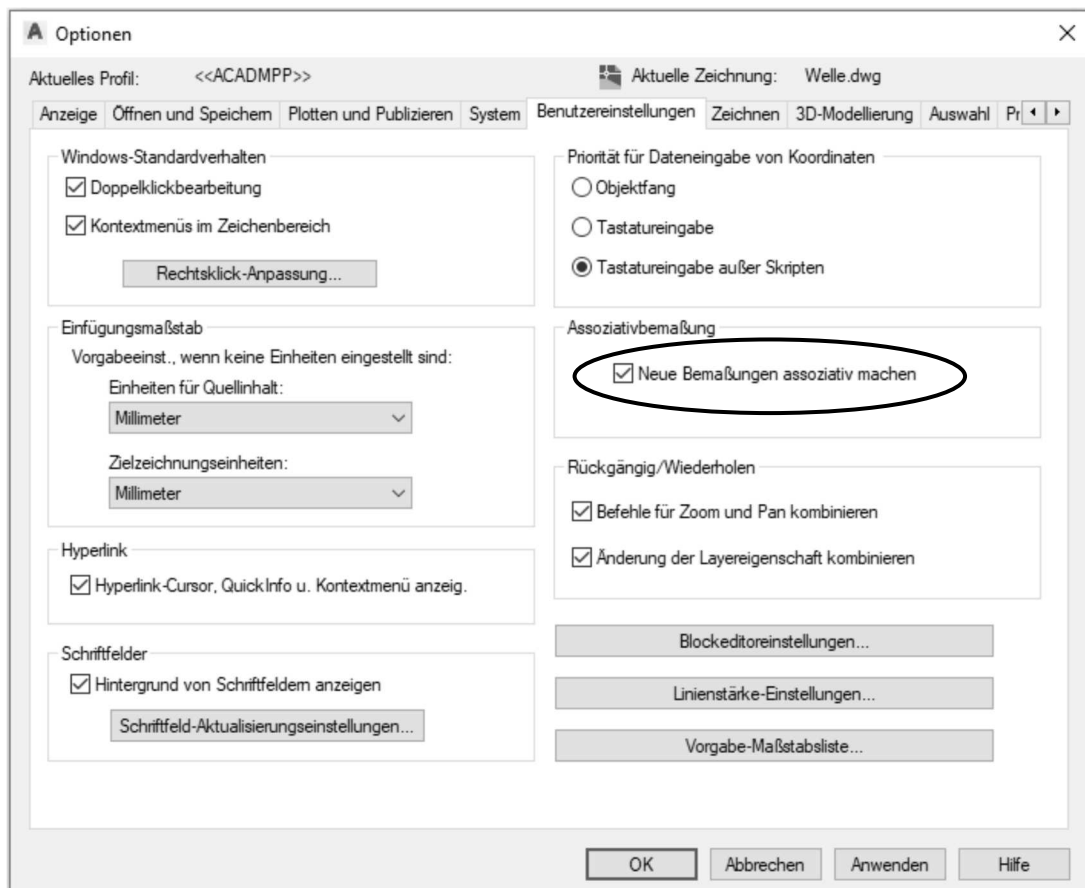 Optionen
Aktuelles Profil: <<ACADMPP>> Aktuelle Zeichnung: Welle.dwg
Anzeige Öffnen und Speichern Plotten und Publizieren System Benutzereinstellungen Zeichnen 3D-Modellierung Auswahl Pr
Windows-Standardverhalten
Doppelklickbearbeitung
Kontextmenüs im Zeichenbereich
Rechtsklick-Anpassung...
Einfügungsmaßstab
Vorgabeeinst., wenn keine Einheiten eingestellt sind:
Einheiten für Quellinhalt:
Millimeter
Zielzeichnungseinheiten:
Millimeter
Hyperlink
Hyperlink-Cursor, QuickInfo u. Kontextmenü anzeig.
Schriftfelder
Hintergrund von Schriftfeldern anzeigen
Schriftfeld-Aktualisierungseinstellungen...
Priorität für Dateneingabe von Koordinaten
Objektfang
Tastatureingabe
Tastatureingabe außer Skripten
Assoziativbemaßung
Neue Bemaßungen assoziativ machen
Rückgängig/Wiederholen
Befehle für Zoom und Pan kombinieren
Änderung der Layereigenschaft kombinieren
Blockeditoreinstellungen...
Linienstärke-Einstellungen...
Vorgabe-Maßstabsliste...
OK Abbrechen Anwenden Hilfe